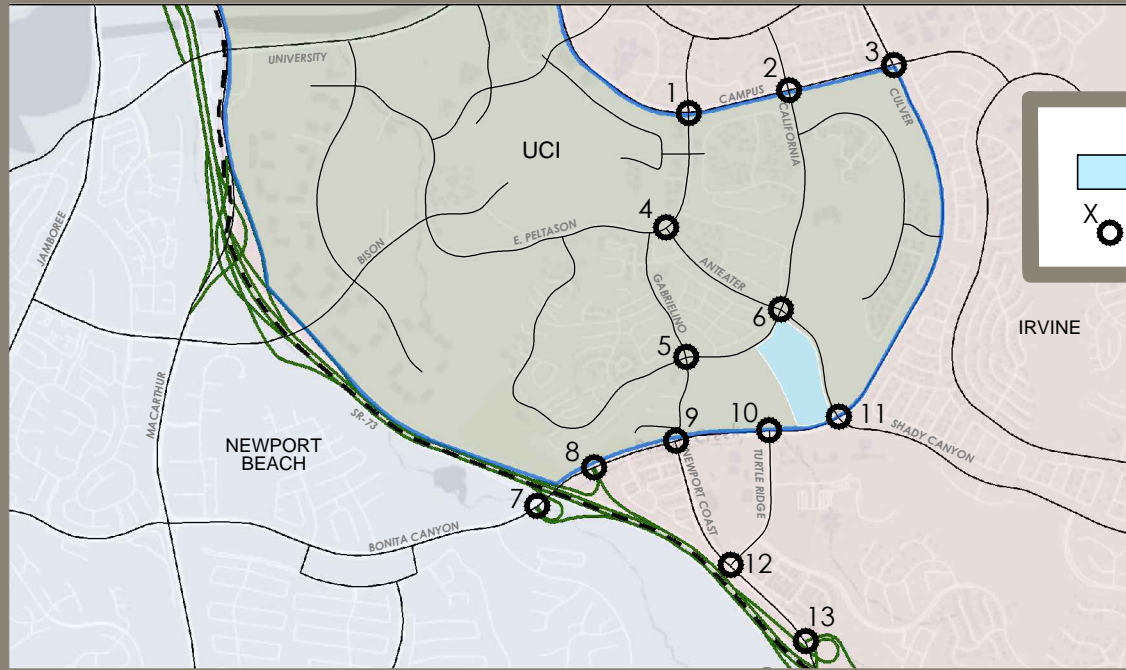 3
2
UNIVERSITY
1
CAMPUS
CULVER
CALIFORNIA
UCI
X
4
JAMBOREE
E. PELTASON
BISON
ANTEATER
GABRIELINO
6
IRVINE
5
MACARTHUR
SR-73
10
11
9
SHADY CANYON
NEWPORT
BEACH
8
NEWPORT COAST
TURTLE RIDGE
7
BONITA CANYON
12
13